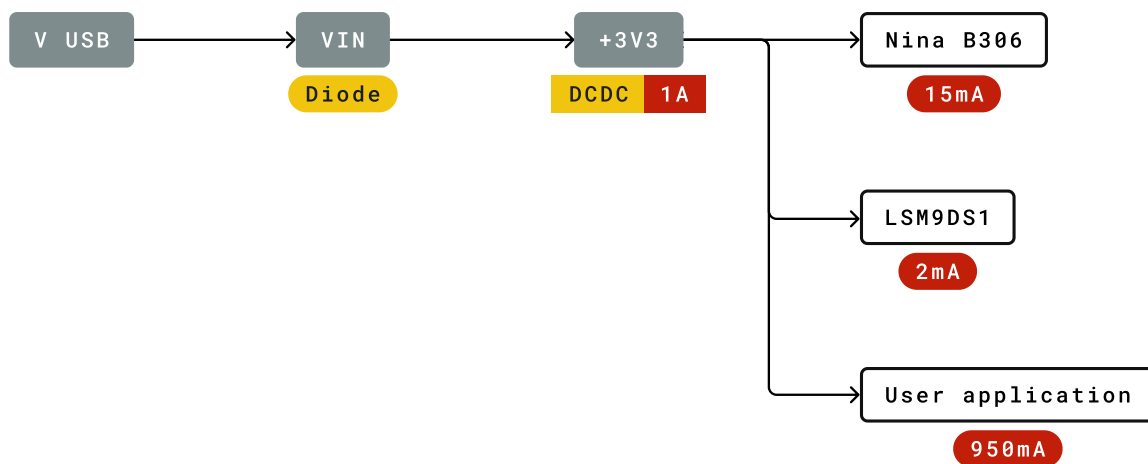 V USB
VIN
+3V3
Nina B306
Diode
DCDC 1A
15mA
LSM9DS1
2mA
User application
950mA